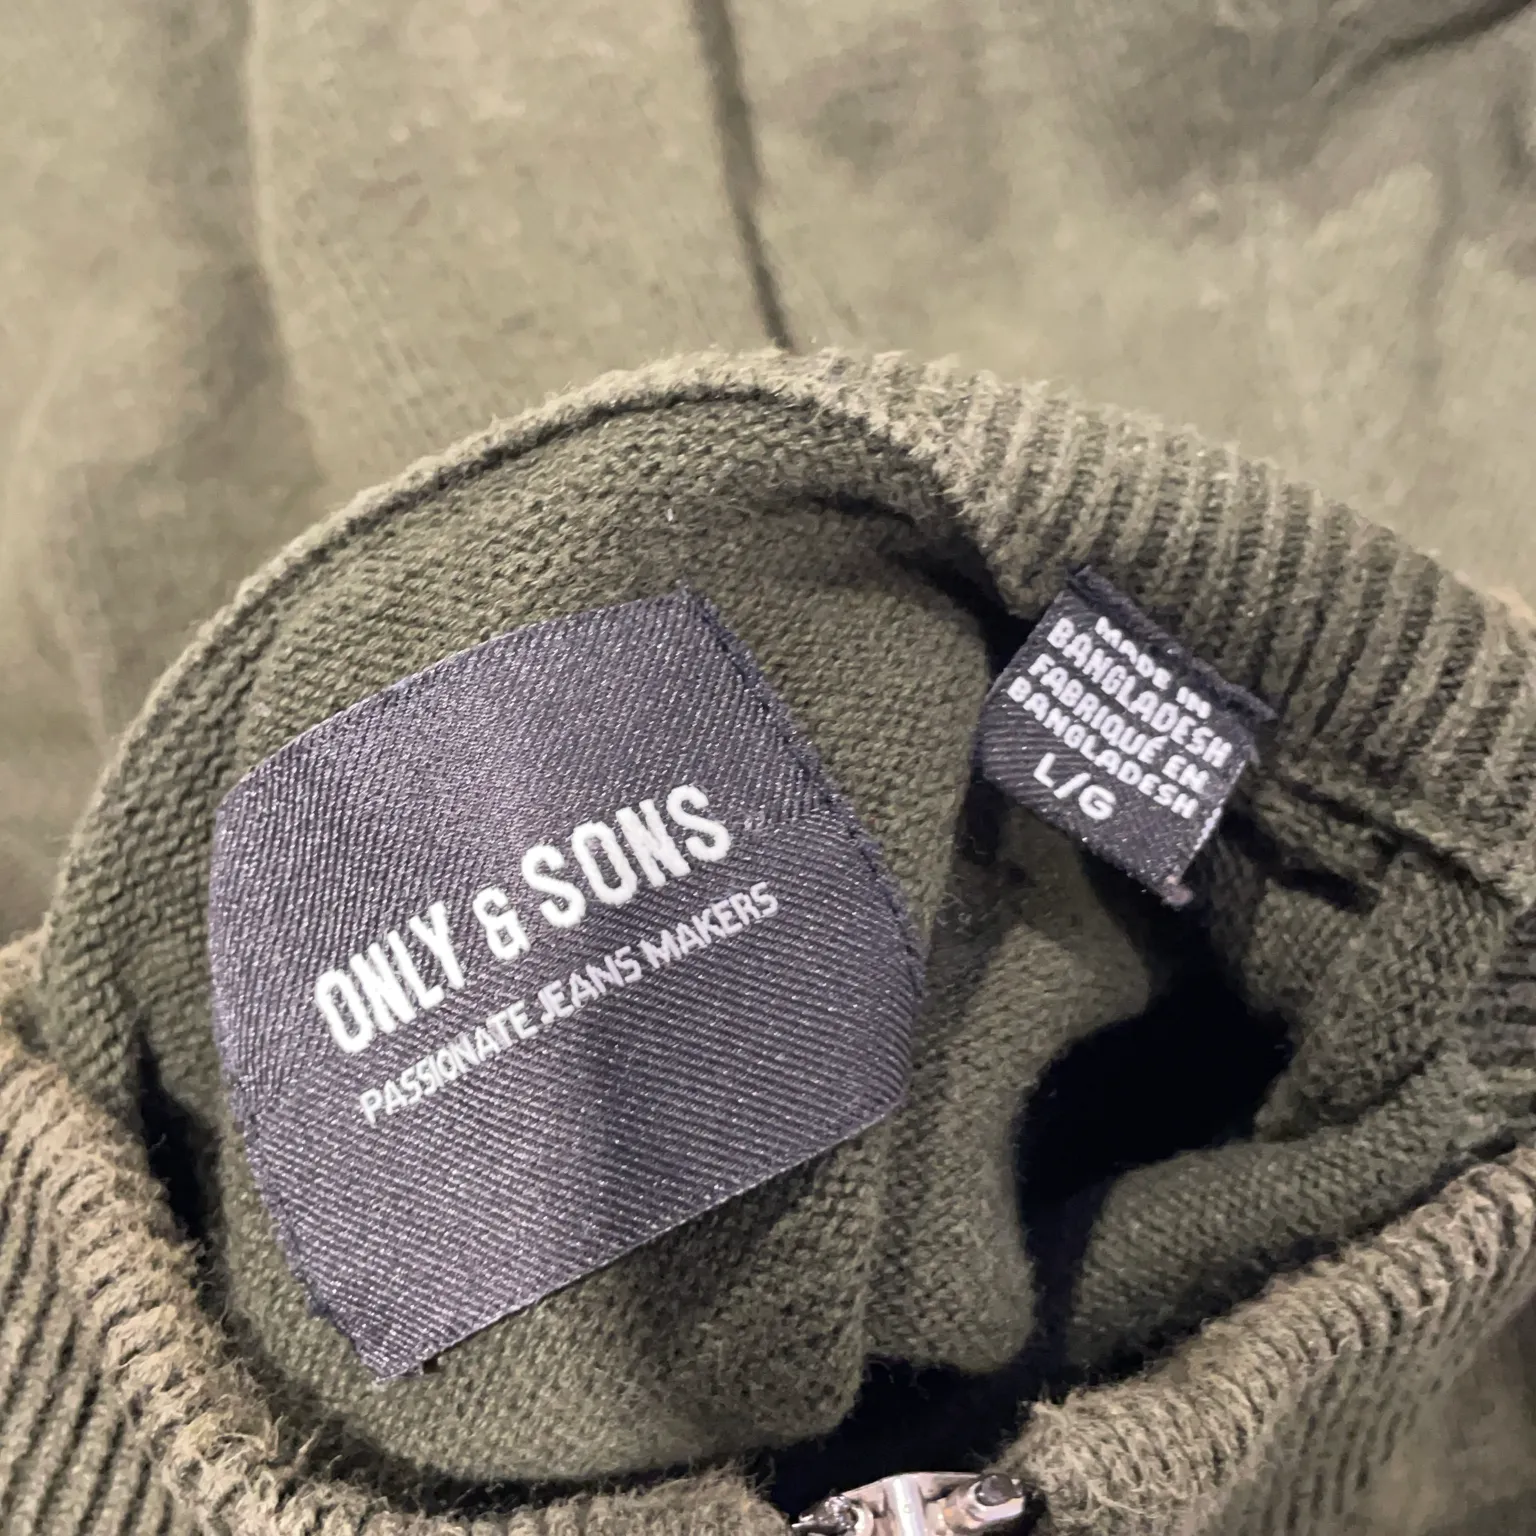 ONLY & SONS
PASSIONATE JEANS MAKERS
MADE IN
BANGLADESH
FABRIQUÉ EN
BANGLADESH
L/G